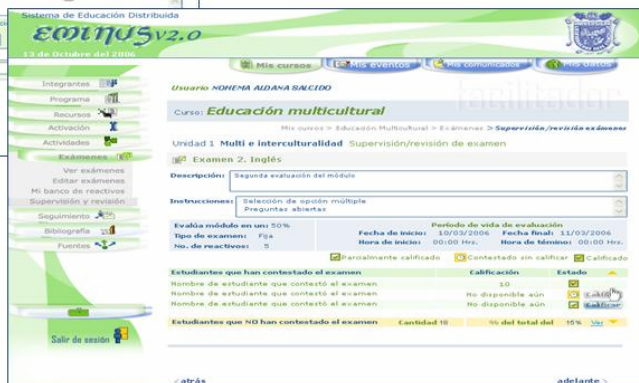 Sistema de Educación Distribuida
eminus v2.0
13 de Octubre del 2006
Mis cursos Mis eventos Mis comunicados Mis datos
Usuario NOHEMA ALDANA SALCIDO
facilitador
Curso: Educación multicultural
Mis cursos > Educación Multicultural > Exámenes > Supervisión/revisión exámenes
Unidad 1 Multi e interculturalidad Supervisión/revisión de examen
Integrantes
Programa
Recursos
Activación
Actividades
Exámenes
Ver exámenes
Editar exámenes
Mi banco de reactivos
Supervisión y revisión
Seguimiento
Bibliografía
Fuentes
Salir de sesión
Examen 2. Inglés
Descripción: Segunda evaluación del módulo
Instrucciones: Selección de opción múltiple
Preguntas abiertas
Evalúa módulo en un: 50%
Tipo de examen: Fija
No. de reactivos: 5
Período de vida de evaluación
Fecha de inicio: 10/03/2006 Fecha final: 11/03/2006
Hora de inicio: 00:00 Hrs. Hora de término: 00:00 Hrs.
Parcialmente calificado Contestado sin calificar Calificado
Estudiantes que han contestado el examen Calificación Estado
Nombre de estudiante que contestó el examen 10
Nombre de estudiante que contestó el examen No disponible aún Calificar
Nombre de estudiante que contestó el examen No disponible aún Calificar
Estudiantes que NO han contestado el examen Cantidad 18 % del total del 15% Ver
< atrás adelante >